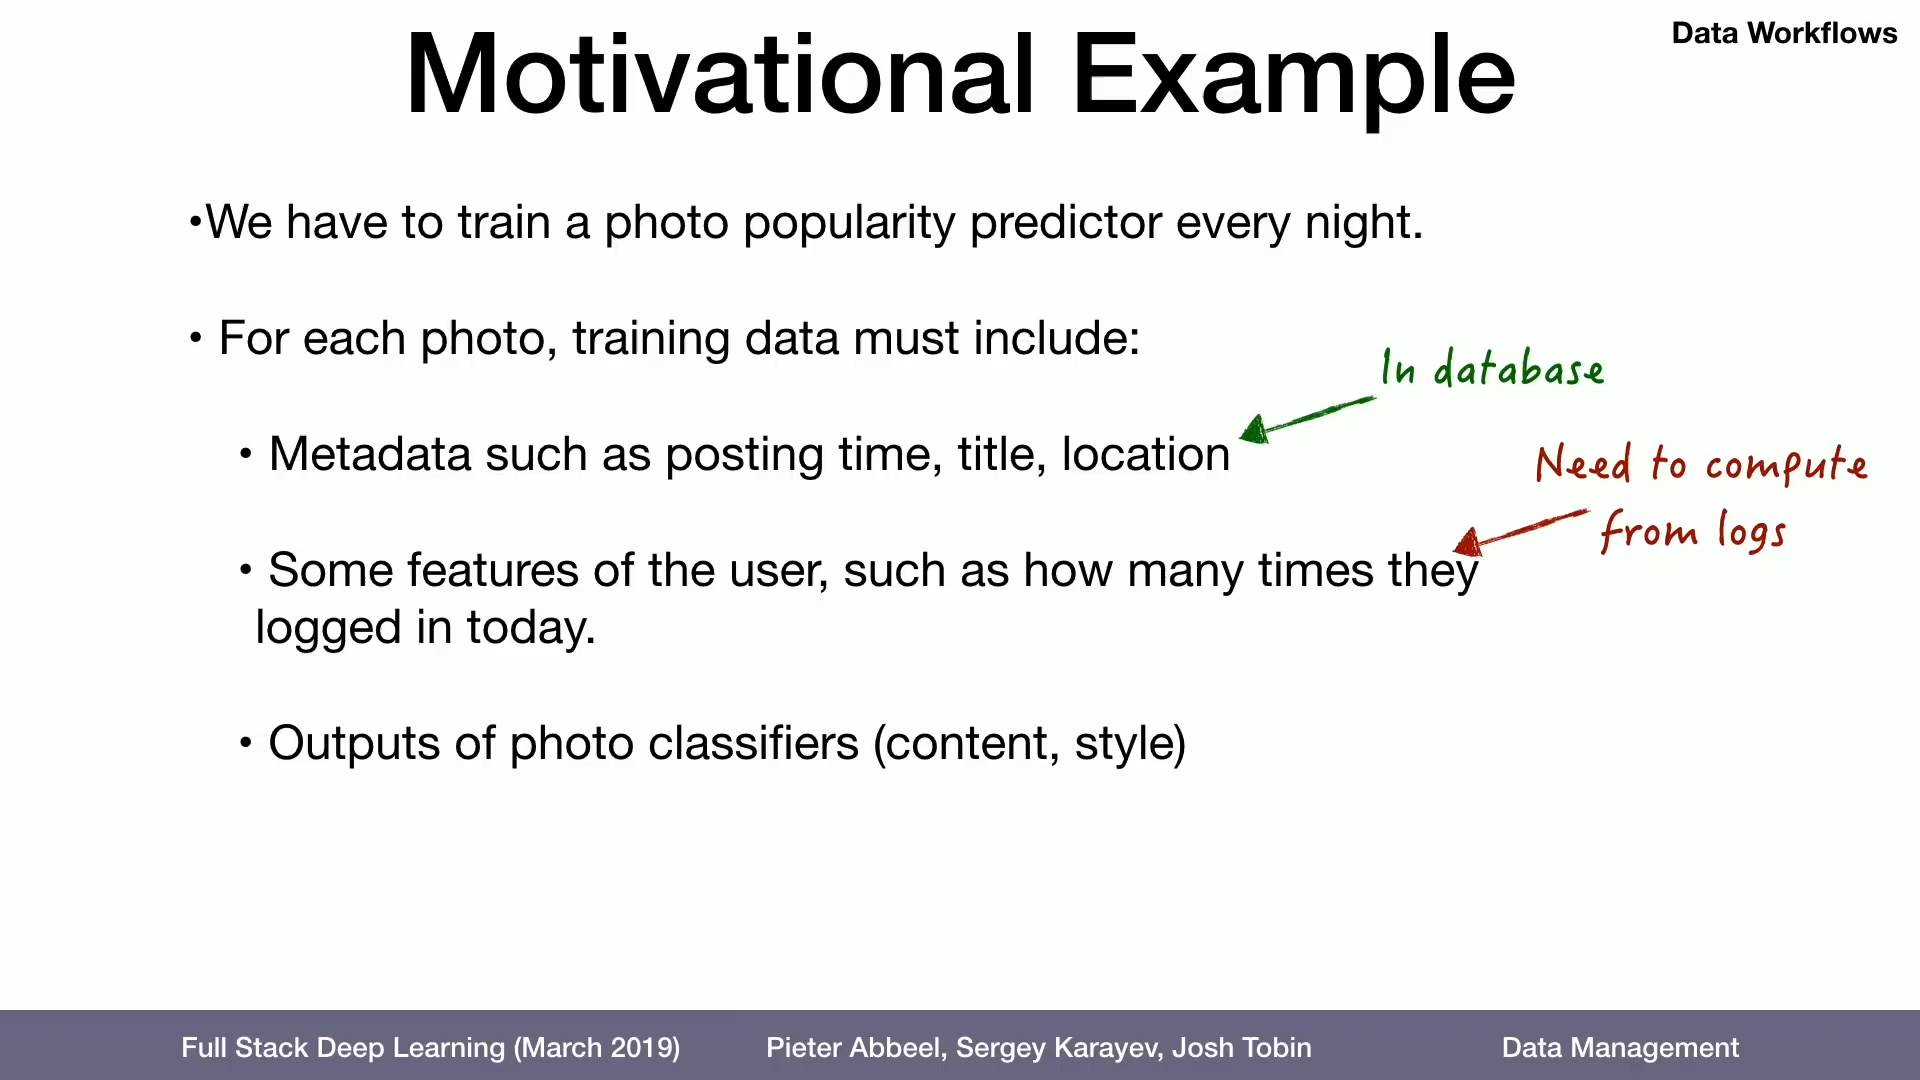 Data Workflows
Motivational Example
•We have to train a photo popularity predictor every night.
• For each photo, training data must include:
In database
• Metadata such as posting time, title, location
Need to compute
from logs
• Some features of the user, such as how many times they
logged in today.
• Outputs of photo classifiers (content, style)
Full Stack Deep Learning (March 2019)
Pieter Abbeel, Sergey Karayev, Josh Tobin
Data Management